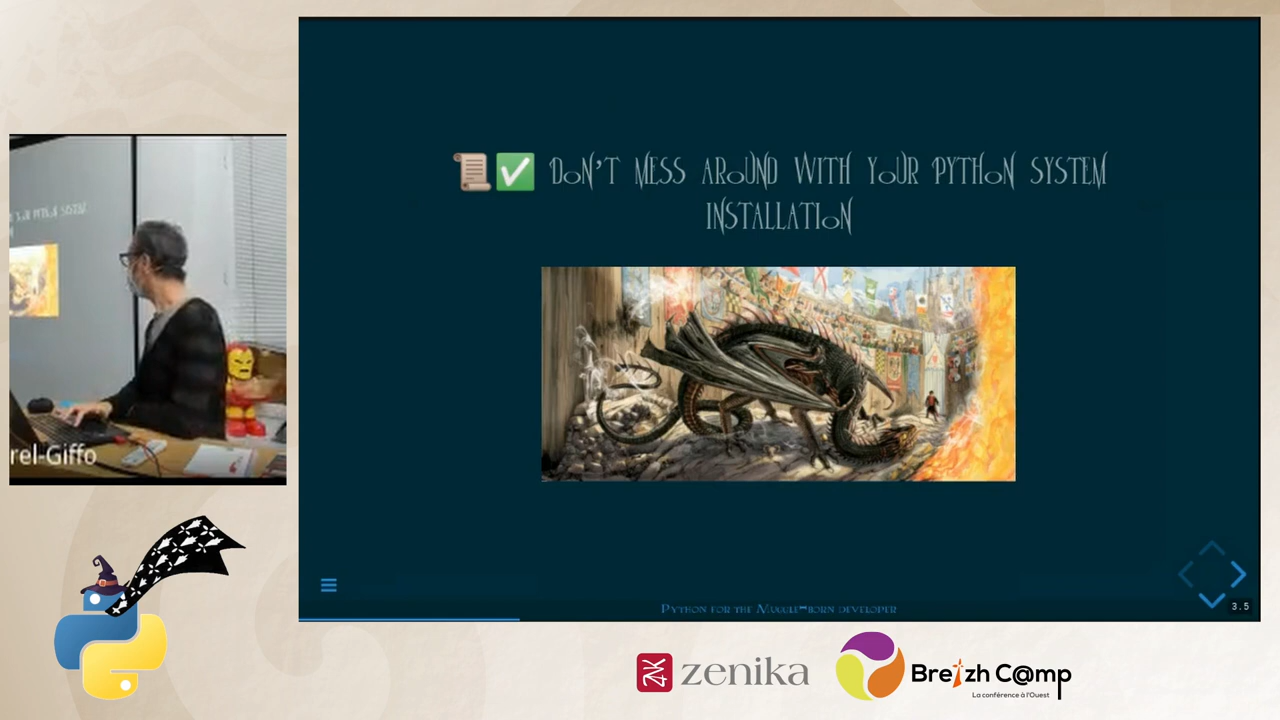 DON'T MESS AROUND WITH YOUR PYTHON SYSTEM
INSTALLATION
rel-Giffo
PYTHON FOR THE MUGGLE-BORN DEVELOPER
3.5
zenika
Breizh C@mp
La conférence à l'Ouest